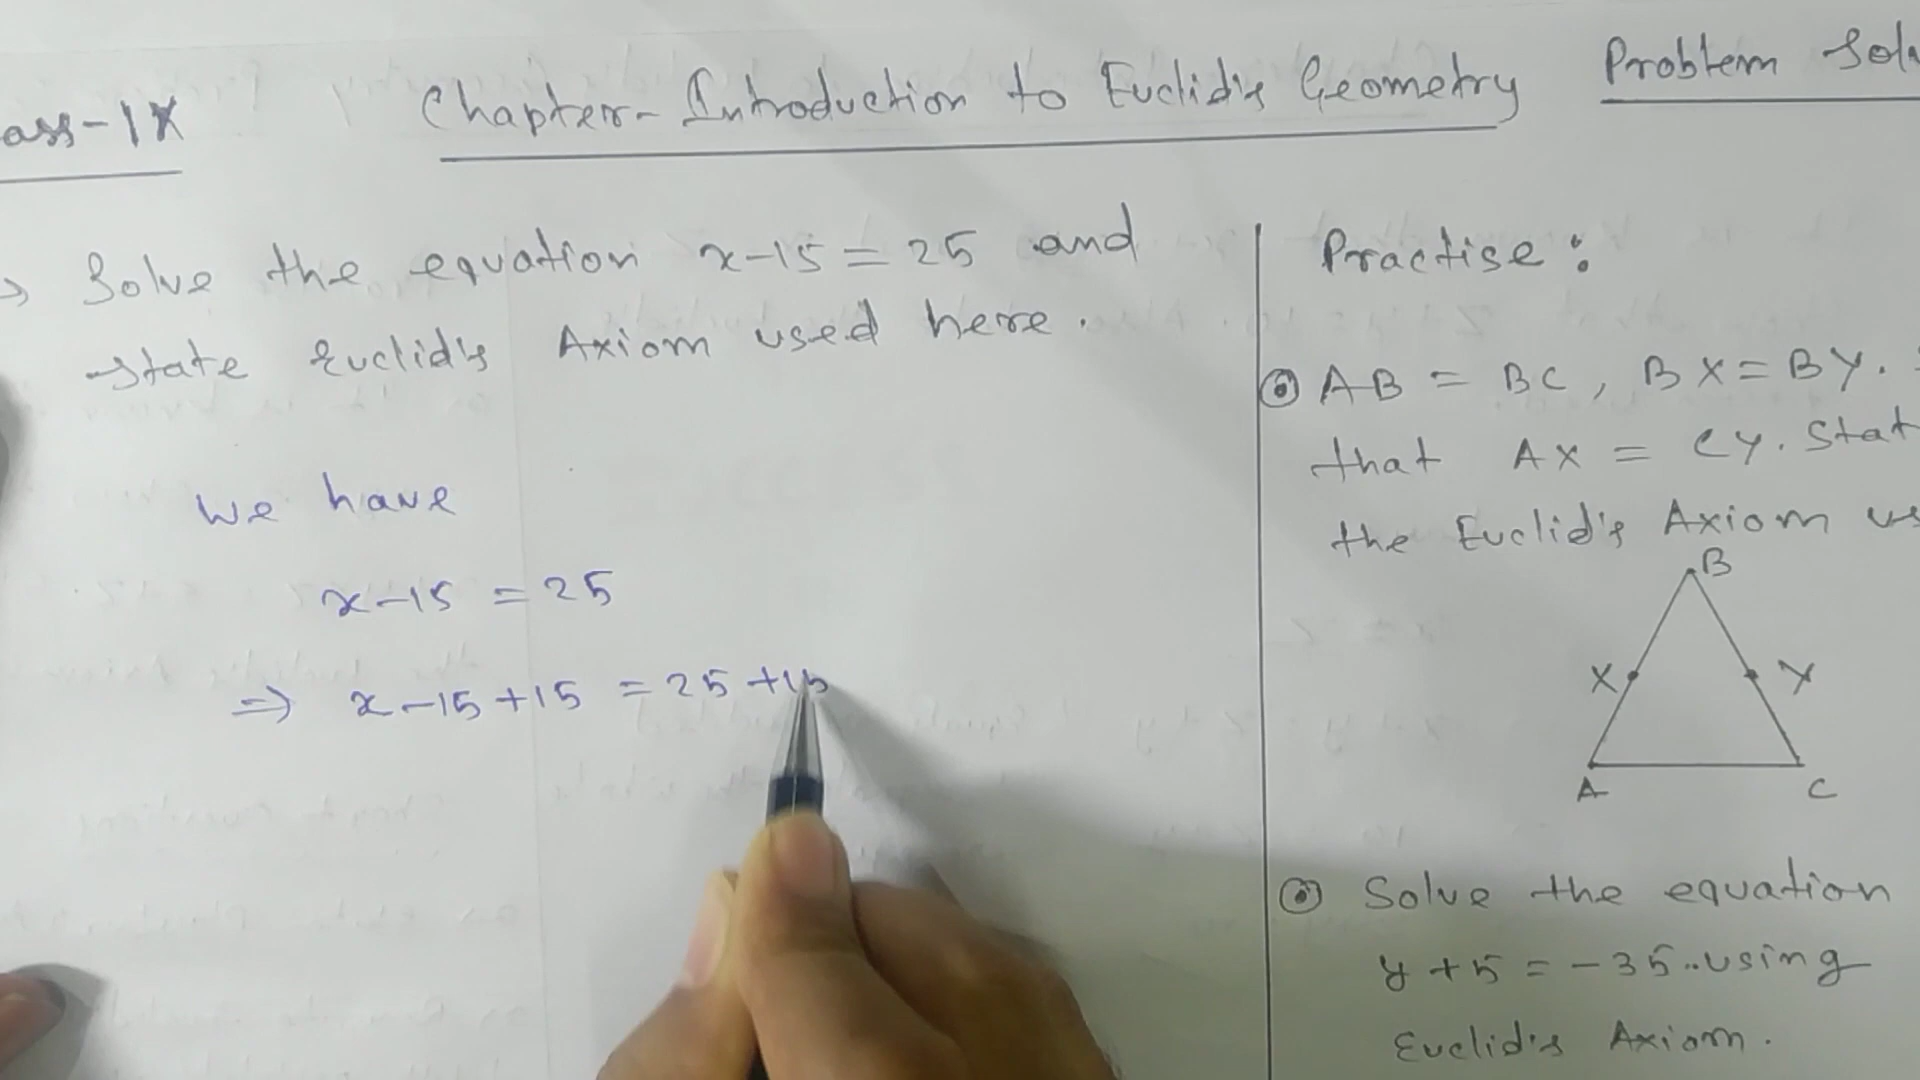 Class-IX
Chapter- Introduction to Euclid's Geometry
Problem Sol
Solve the equation x-15 = 25 and
state Euclid's Axiom used here.
We have
x-15 = 25
⇒ x-15+15 = 25+15
Practise:
AB = BC, BX=BY.
that AX = CY. Stat
the Euclid's Axiom us
B
X
Y
A
C
Solve the equation
y+5 = -35. using
Euclid's Axiom.